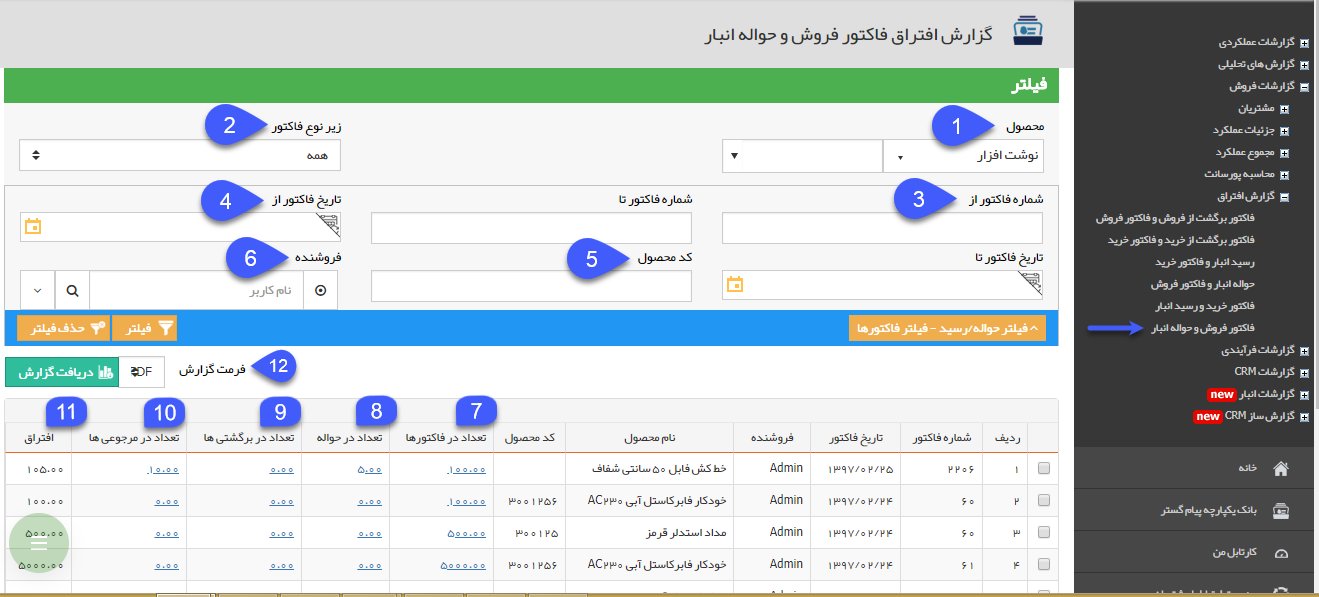 گزارش افتراق فاکتور فروش و حواله انبار
فیلتر
محصول
1
زیر نوع فاکتور
2
نوشت افزار
همه
شماره فاکتور از
3
شماره فاکتور تا
تاریخ فاکتور از
4
تاریخ فاکتور تا
کد محصول
5
فروشنده
6
نام کاربر
فیلتر حواله/رسید - فیلتر فاکتورها
فیلتر
حذف فیلتر
12
فرمت گزارش
PDF
دریافت گزارش
7
8
9
10
11
ردیف شماره فاکتور تاریخ فاکتور فروشنده نام محصول کد محصول تعداد در فاکتورها تعداد در حواله تعداد در برگشتی ها تعداد در مرجوعی ها افتراق
۱ ۲۲۰۶ ۱۳۹۷/۰۲/۲۵ Admin خط کش فابل ۵۰ سانتی شفاف ۱۰۰.۰۰ ۵.۰۰ ۰.۰۰ ۱۰.۰۰ ۱۰۵.۰۰
۲ ۶۰ ۱۳۹۷/۰۲/۲۴ Admin خودکار فابرکاستل آبی AC۲۳۰ ۳۰۰۱۲۵۶ ۱۰۰.۰۰ ۰.۰۰ ۰.۰۰ ۰.۰۰ ۱۰۰.۰۰
۳ ۶۰ ۱۳۹۷/۰۲/۲۴ Admin مداد استدلر قرمز ۳۰۰۱۲۵ ۵۰۰.۰۰ ۰.۰۰ ۰.۰۰ ۰.۰۰ ۵۰۰.۰۰
۴ ۶۱ ۱۳۹۷/۰۲/۲۴ Admin خودکار فابرکاستل آبی AC۲۳۰ ۳۰۰۱۲۵۶ ۵۰۰۰.۰۰ ۰.۰۰ ۰.۰۰ ۰.۰۰ ۵۰۰۰.۰۰
گزارشات عملکردی
گزارش های تحلیلی
گزارشات فروش
مشتریان
جزئیات عملکرد
مجموع عملکرد
محاسبه پورسانت
گزارش افتراق
فاکتور برگشت از فروش و فاکتور فروش
فاکتور برگشت از خرید و فاکتور خرید
رسید انبار و فاکتور خرید
حواله انبار و فاکتور فروش
فاکتور خرید و رسید انبار
فاکتور فروش و حواله انبار
گزارشات فرآیندی
گزارشات CRM
گزارشات انبار new
گزارش ساز CRM new
خانه
بانک یکپارچه پیام گستر
کارتابل من